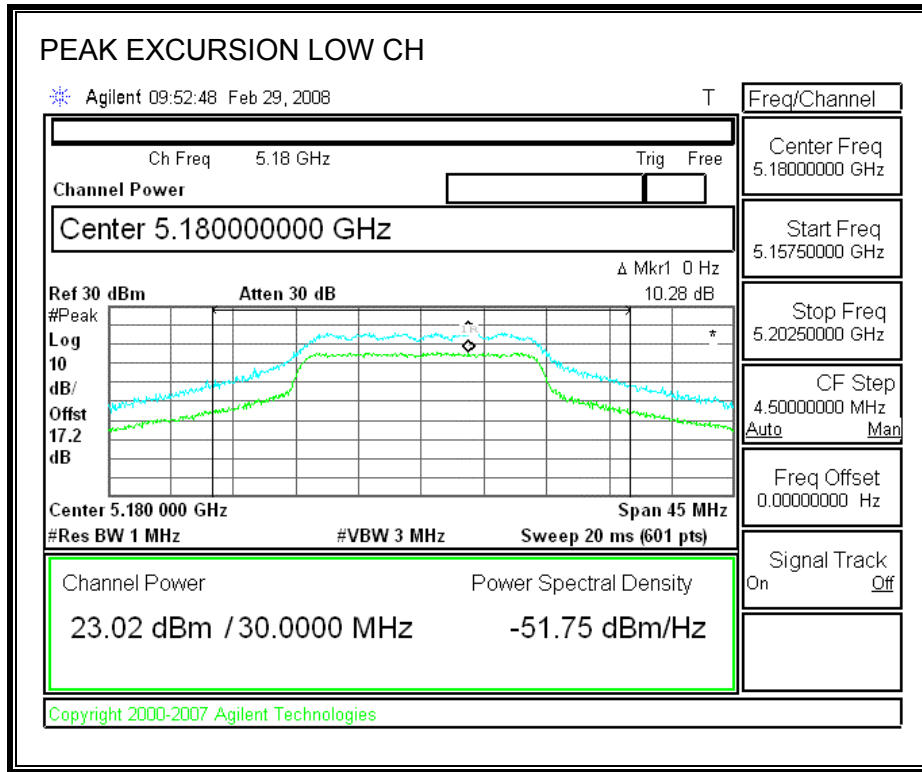 PEAK EXCURSION LOW CH
Agilent 09:52:48 Feb 29, 2008 T
Freq/Channel
Ch Freq 5.18 GHz Trig Free
Channel Power
Center 5.180000000 GHz
Δ Mkr1 0 Hz
Ref 30 dBm Atten 30 dB 10.28 dB
#Peak
Log
10
dB/
Offst
17.2
dB
1R
*
Center 5.180 000 GHz Span 45 MHz
#Res BW 1 MHz #VBW 3 MHz Sweep 20 ms (601 pts)
Channel Power Power Spectral Density
23.02 dBm / 30.0000 MHz -51.75 dBm/Hz
Copyright 2000-2007 Agilent Technologies
Center Freq
5.18000000 GHz
Start Freq
5.15750000 GHz
Stop Freq
5.20250000 GHz
CF Step
4.50000000 MHz
Auto Man
Freq Offset
0.00000000 Hz
Signal Track
On Off